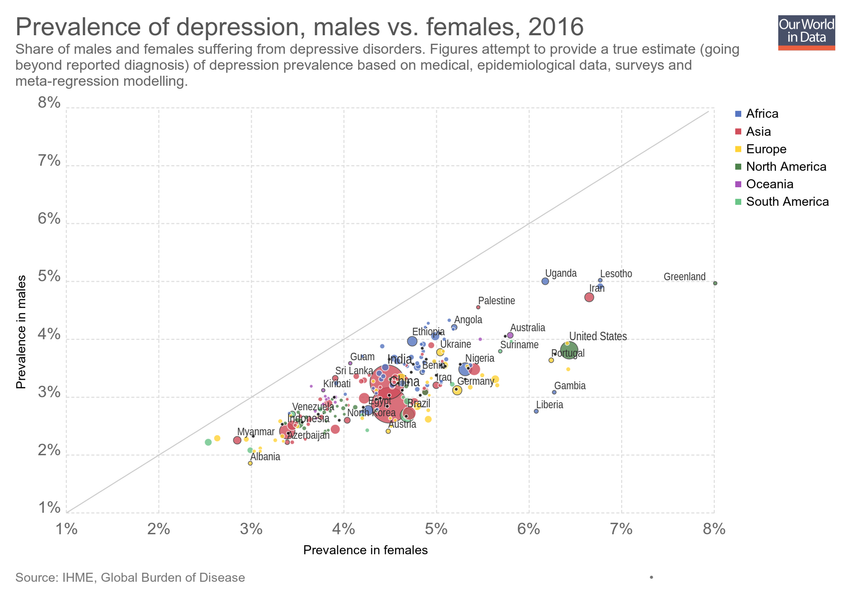 Prevalence of depression, males vs. females, 2016
Our World
in Data
Share of males and females suffering from depressive disorders. Figures attempt to provide a true estimate (going
beyond reported diagnosis) of depression prevalence based on medical, epidemiological data, surveys and
meta-regression modelling.
8%
7%
6%
5%
4%
3%
2%
1%
Prevalence in males
Africa
Asia
Europe
North America
Oceania
South America
Uganda
Lesotho
Greenland
Iran
Palestine
Angola
Ethiopia
Australia
United States
Ukraine
Suriname
Portugal
Guam
India
Benin
Nigeria
Sri Lanka
China
Iraq
Germany
Kiribati
Gambia
Egypt
Brazil
Liberia
Venezuela
North Korea
Indonesia
Austria
Myanmar
Azerbaijan
Albania
1%
2%
3%
4%
5%
6%
7%
8%
Prevalence in females
Source: IHME, Global Burden of Disease